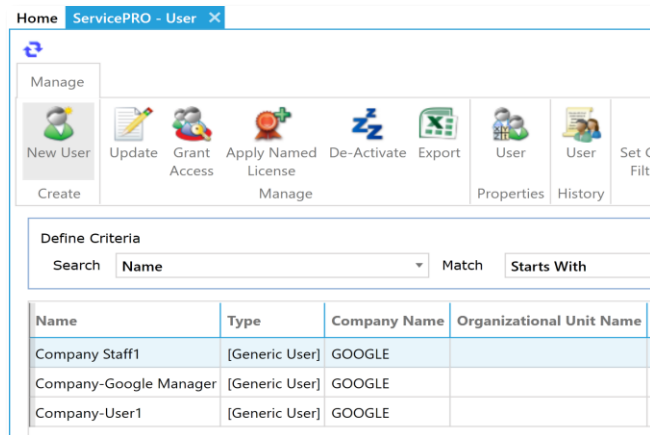 Home ServicePRO - User ×
Manage
New User Update Grant Access Apply Named License De-Activate Export User User Set
Create Manage Properties History
Define Criteria
Search Name Match Starts With
Name Type Company Name Organizational Unit Name
Company Staff1 [Generic User] GOOGLE
Company-Google Manager [Generic User] GOOGLE
Company-User1 [Generic User] GOOGLE